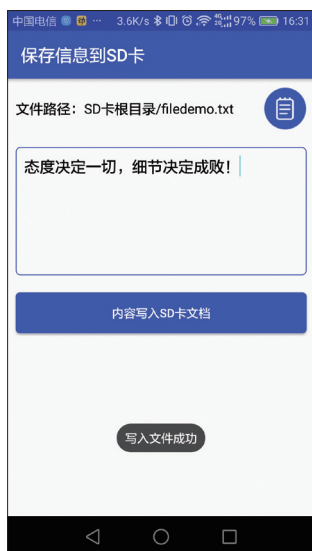 中国电信 ... 3.6K/s 97% 16:31
保存信息到SD卡
文件路径：SD卡根目录/filedemo.txt
态度决定一切，细节决定成败！
内容写入SD卡文档
写入文件成功